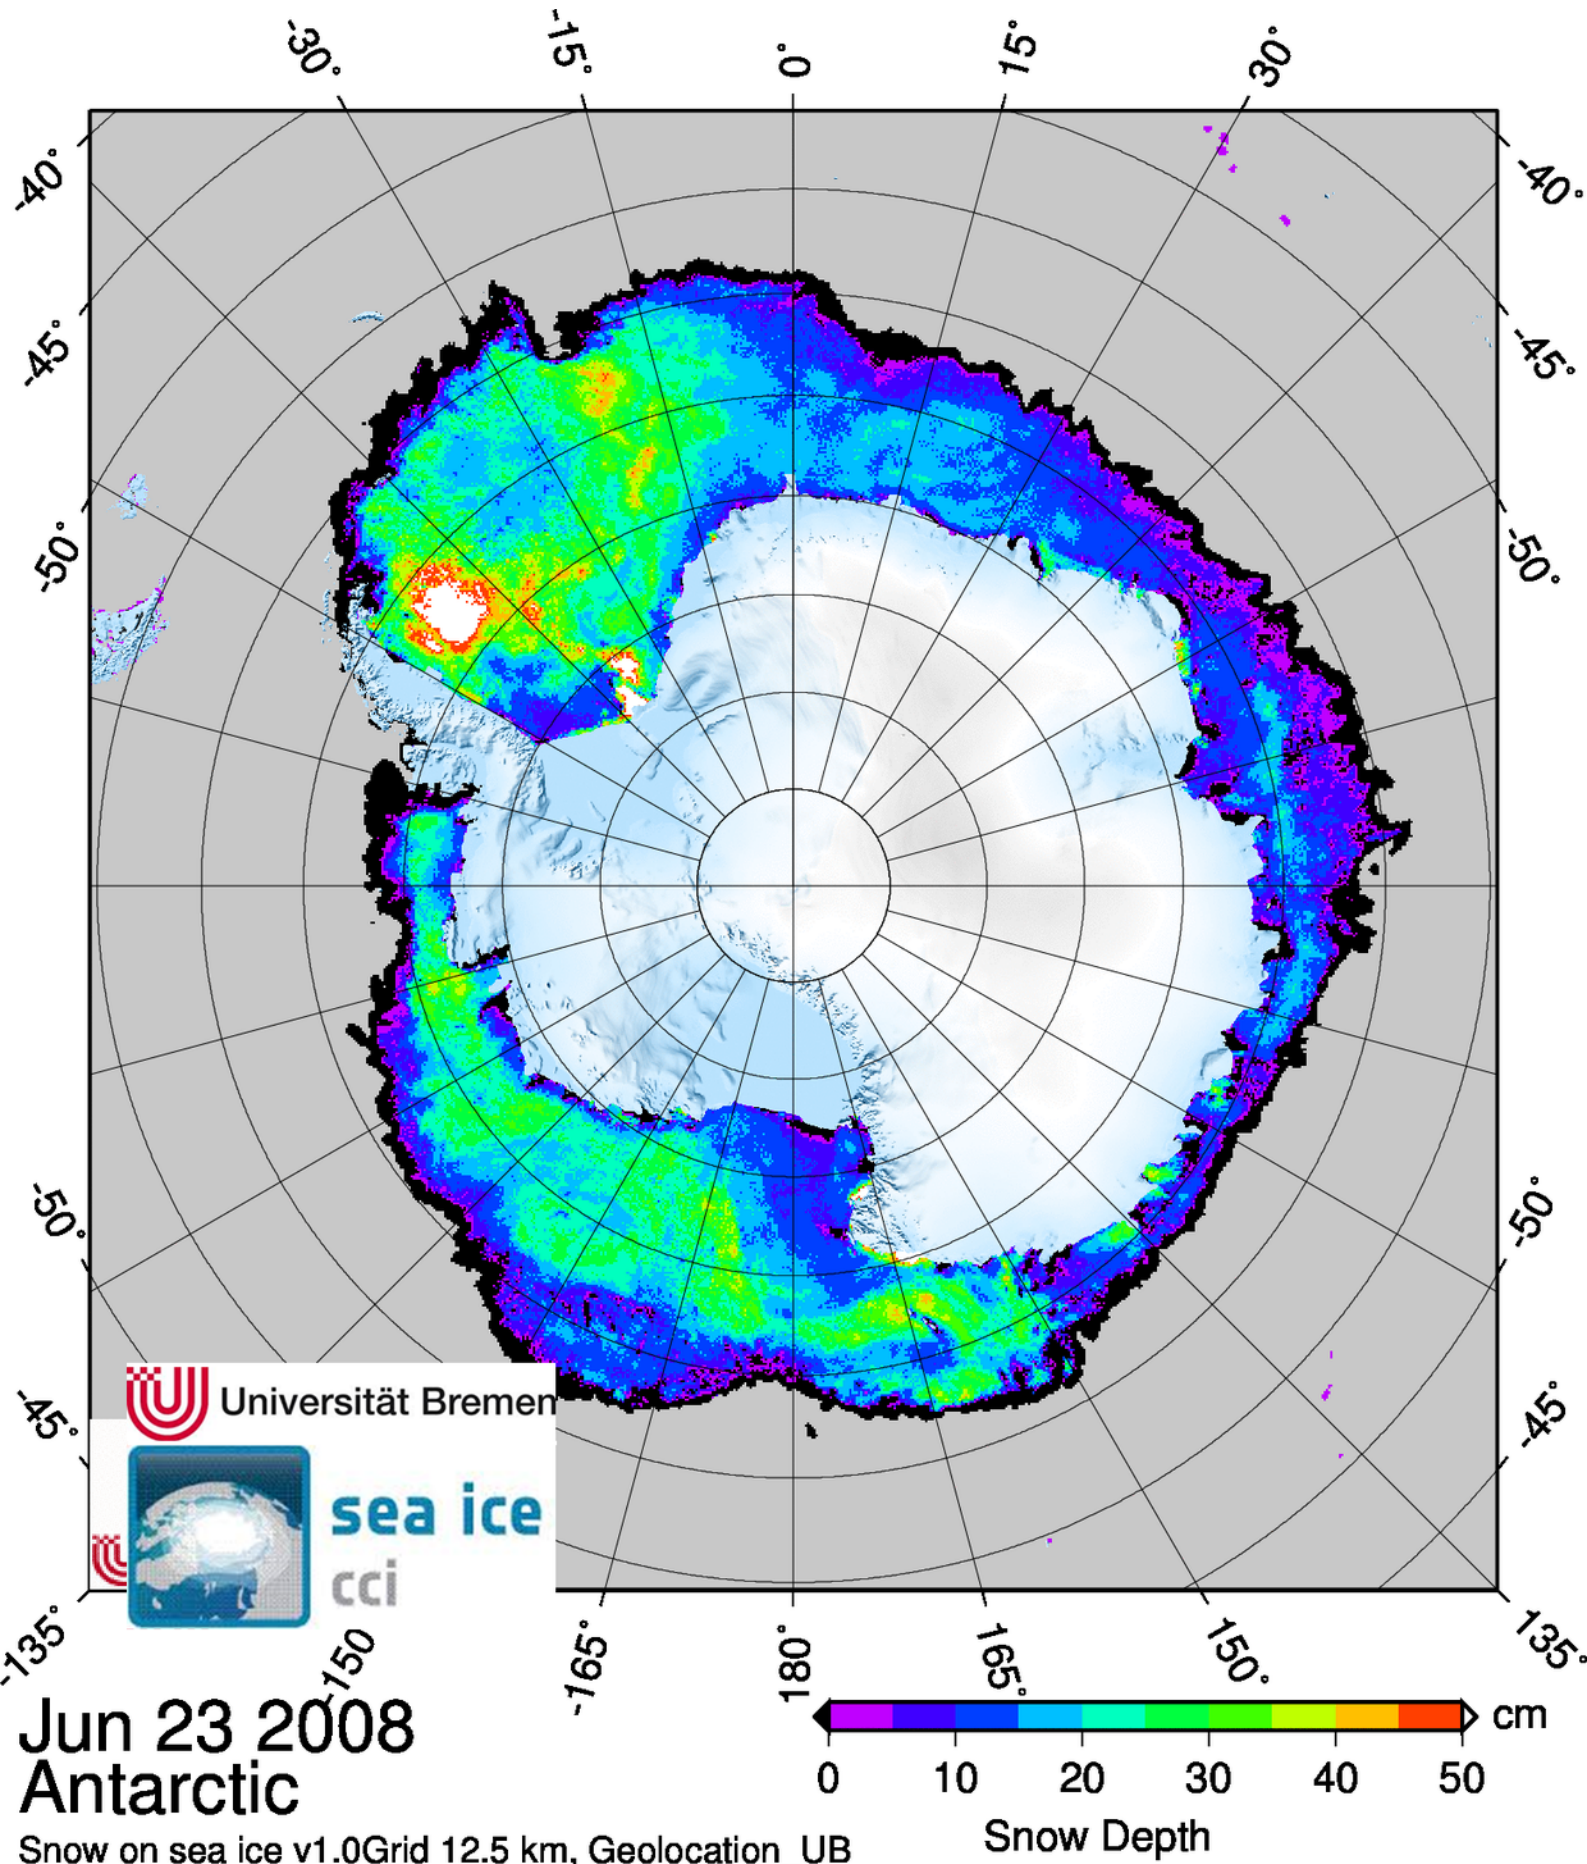 -30°
-15°
0°
15°
30°
-40°
-40°
-45°
-45°
-50°
-50°
-50°
-50°
-45°
-45°
Universität Bremen
sea ice
cci
-135°
-150
-165°
180°
165°
150°
135°
Jun 23 2008
Antarctic
Snow on sea ice v1.0Grid 12.5 km, Geolocation UB
cm
0 10 20 30 40 50
Snow Depth